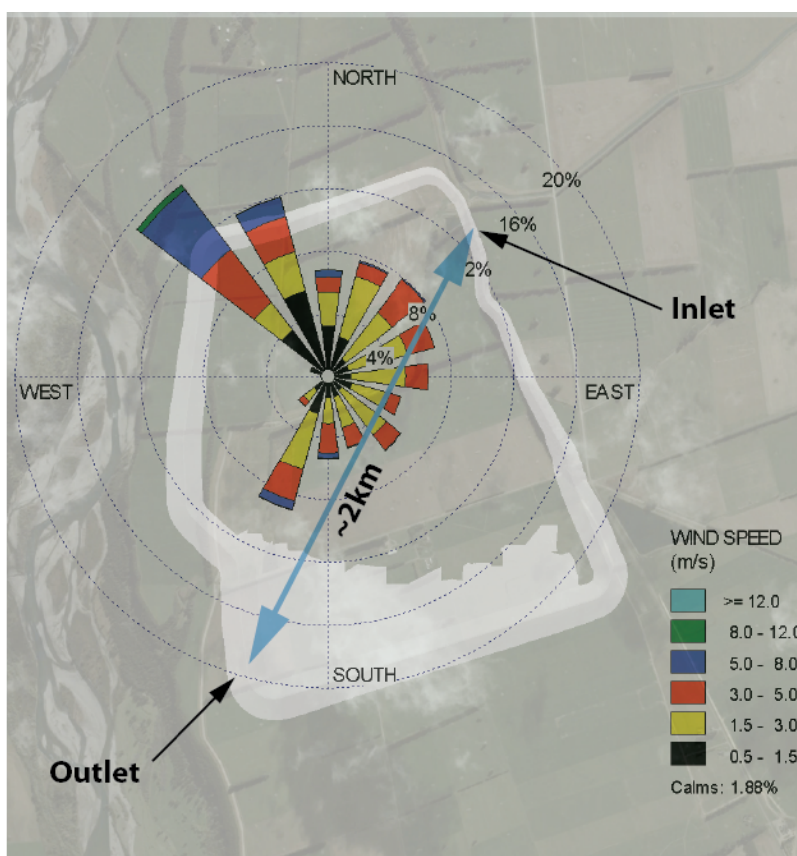 NORTH
20%
16%
2%
Inlet
8%
4%
WEST
EAST
~2km
WIND SPEED
(m/s)
>= 12.0
8.0 - 12.0
5.0 - 8.0
3.0 - 5.0
1.5 - 3.0
0.5 - 1.5
Calms: 1.88%
SOUTH
Outlet